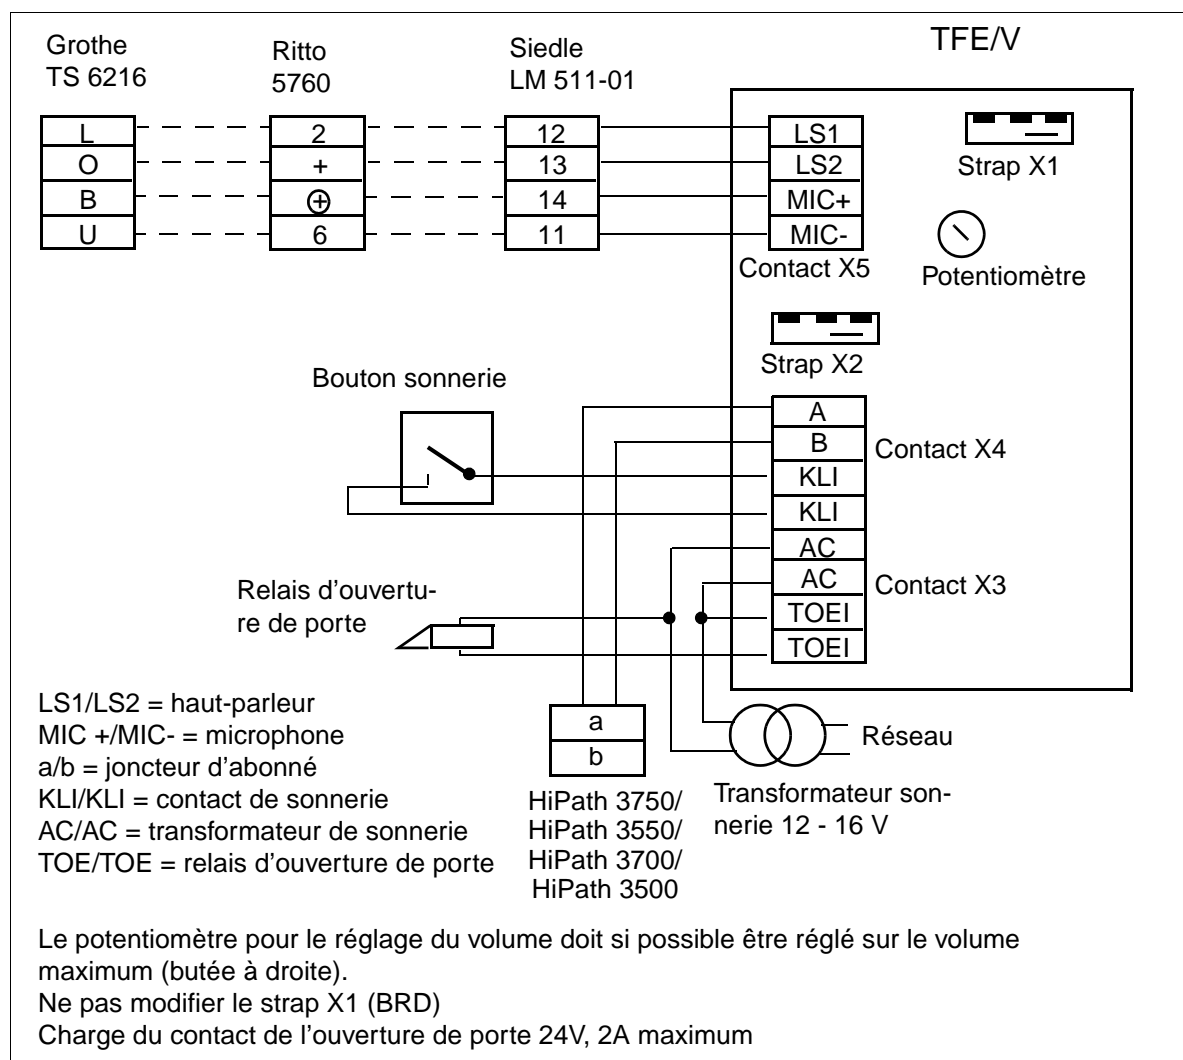 Grothe
TS 6216
Ritto
5760
Siedle
LM 511-01
TFE/V
L
2
12
LS1
O
+
13
LS2
B
+
14
MIC+
U
6
11
MIC-
Contact X5
Strap X1
Potentiomètre
Strap X2
Bouton sonnerie
A
B
KLI
KLI
Contact X4
AC
AC
TOEI
TOEI
Contact X3
Relais d’ouvertu-
re de porte
LS1/LS2 = haut-parleur
MIC +/MIC- = microphone
a/b = joncteur d’abonné
KLI/KLI = contact de sonnerie
AC/AC = transformateur de sonnerie
TOE/TOE = relais d’ouverture de porte
a
b
HiPath 3750/
HiPath 3550/
HiPath 3700/
HiPath 3500
Réseau
Transformateur son-
nerie 12 - 16 V
Le potentiomètre pour le réglage du volume doit si possible être réglé sur le volume
maximum (butée à droite).
Ne pas modifier le strap X1 (BRD)
Charge du contact de l’ouverture de porte 24V, 2A maximum